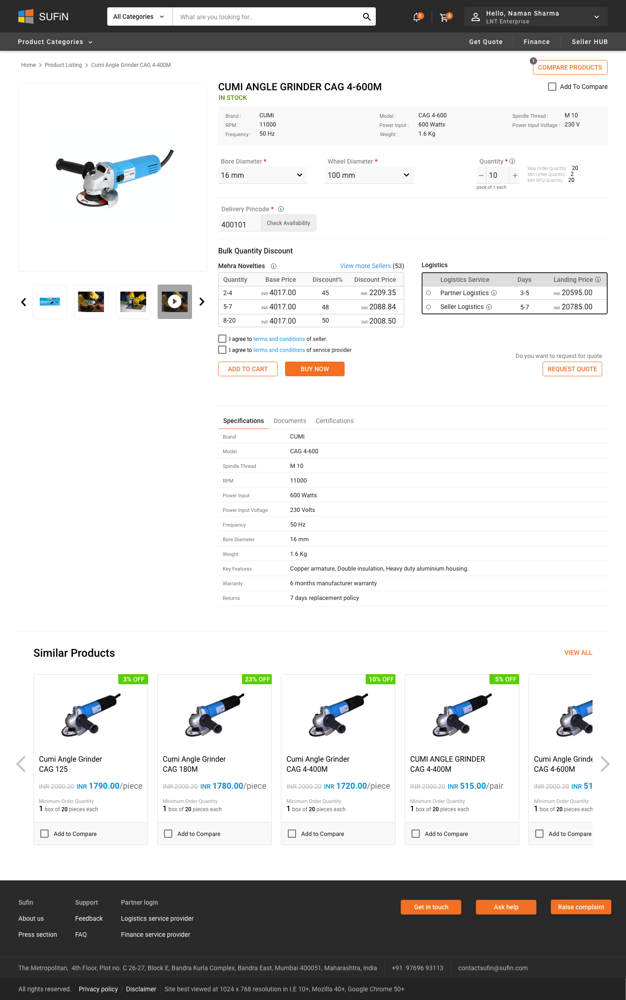 SUFiN
All Categories
What are you looking for...
5
8
Hello, Naman Sharma
LNT Enterprise
Product Categories
Get Quote
Finance
Seller HUB
Home
Product Listing
Cumi Angle Grinder CAG 4-400M
1
COMPARE PRODUCTS
CUMI ANGLE GRINDER CAG 4-600M
Add To Compare
IN STOCK
Brand : CUMI
Model : CAG 4-600
Spindle Thread : M 10
RPM : 11000
Power Input : 600 Watts
Power Input Voltage : 230 V
Frequency : 50 Hz
Weight : 1.6 Kg
Bore Diameter *
Wheel Diameter *
Quantity *
16 mm
100 mm
10
pack of 1 each
Max Order Quantity : 20
Min Order Quantity : 2
Min RFQ Quantity : 20
Delivery Pincode *
400101
Check Availability
Bulk Quantity Discount
Mehra Novelties
View more Sellers (53)
Quantity Base Price Discount% Discount Price
2-4 INR 4017.00 45 INR 2209.35
5-7 INR 4017.00 48 INR 2088.84
8-20 INR 4017.00 50 INR 2008.50
Logistics
Logistics Service Days Landing Price
Partner Logistics 3-5 INR 20595.00
Seller Logistics 5-7 INR 20785.00
I agree to terms and conditions of seller.
I agree to terms and conditions of service provider
Do you want to request for quote
ADD TO CART
BUY NOW
REQUEST QUOTE
Specifications
Documents
Certifications
Brand CUMI
Model CAG 4-600
Spindle Thread M 10
RPM 11000
Power Input 600 Watts
Power Input Voltage 230 Volts
Frequency 50 Hz
Bore Diameter 16 mm
Weight 1.6 Kg
Key Features Copper armature, Double insulation, Heavy duty aluminium housing.
Warranty 6 months manufacturer warranty
Returns 7 days replacement policy
Similar Products
VIEW ALL
3% OFF
Cumi Angle Grinder
CAG 125
INR 2000.20 INR 1790.00/piece
Minimum Order Quantity
1 box of 20 pieces each
Add to Compare
23% OFF
Cumi Angle Grinder
CAG 180M
INR 2000.20 INR 1780.00/piece
Minimum Order Quantity
1 box of 20 pieces each
Add to Compare
10% OFF
Cumi Angle Grinder
CAG 4-400M
INR 2000.20 INR 1720.00/piece
Minimum Order Quantity
1 box of 20 pieces each
Add to Compare
5% OFF
CUMI ANGLE GRINDER
CAG 4-400M
INR 2000.20 INR 515.00/pair
Minimum Order Quantity
1 box of 20 pieces each
Add to Compare
Cumi Angle Grinde
CAG 4-600M
INR 2000.20 INR 51
Minimum Order Quantity
1 box of 20 pieces each
Add to Compare
Sufin
Support
Partner login
About us
Feedback
Logistics service provider
Press section
FAQ
Finance service provider
Get in touch
Ask help
Raise complaint
The Metropolitan, 4th Floor, Plot no. C 26-27, Block E, Bandra Kurla Complex, Bandra East, Mumbai 400051, Maharashtra, India
+91 97696 93113
contactsufin@sufin.com
All rights reserved. Privacy policy Disclaimer Site best viewed at 1024 x 768 resolution in I.E 10+, Mozilla 40+, Google Chrome 50+